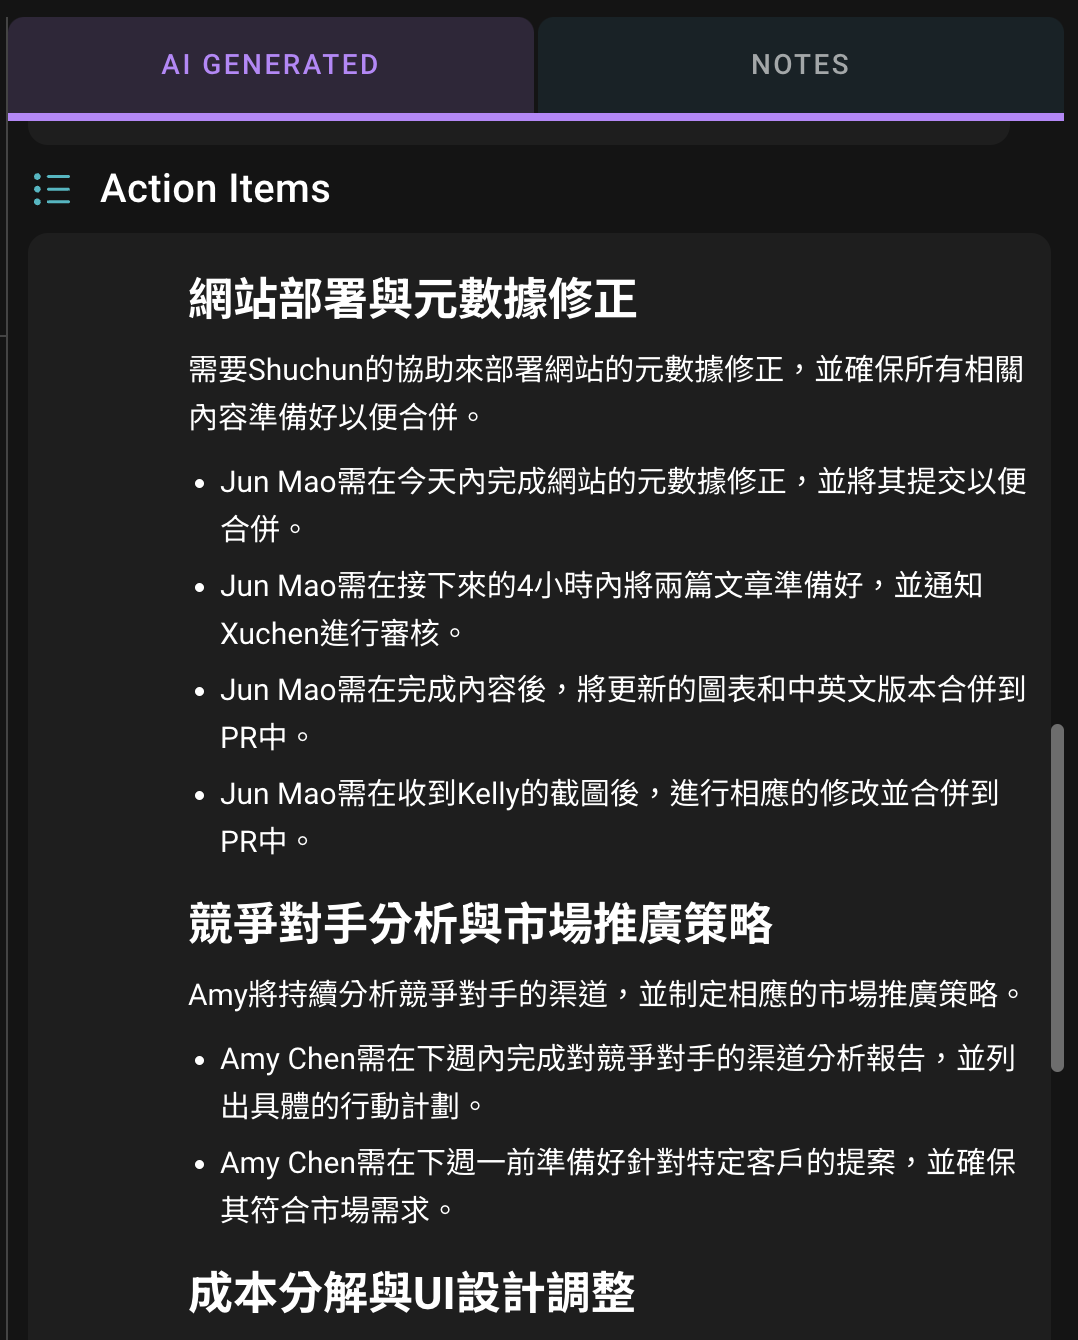 AI GENERATED
NOTES
Action Items
網站部署與元數據修正
需要Shuchun的協助來部署網站的元數據修正，並確保所有相關
內容準備好以便合併。
• Jun Mao需在今天內完成網站的元數據修正，並將其提交以便
合併。
• Jun Mao需在接下來的4小時內將兩篇文章準備好，並通知
Xuchen進行審核。
• Jun Mao需在完成內容後，將更新的圖表和中英文版本合併到
PR中。
• Jun Mao需在收到Kelly的截圖後，進行相應的修改並合併到
PR中。
競爭對手分析與市場推廣策略
Amy將持續分析競爭對手的渠道，並制定相應的市場推廣策略。
• Amy Chen需在下週內完成對競爭對手的渠道分析報告，並列
出具體的行動計劃。
• Amy Chen需在下週一前準備好針對特定客戶的提案，並確保
其符合市場需求。
成本分解與UI設計調整